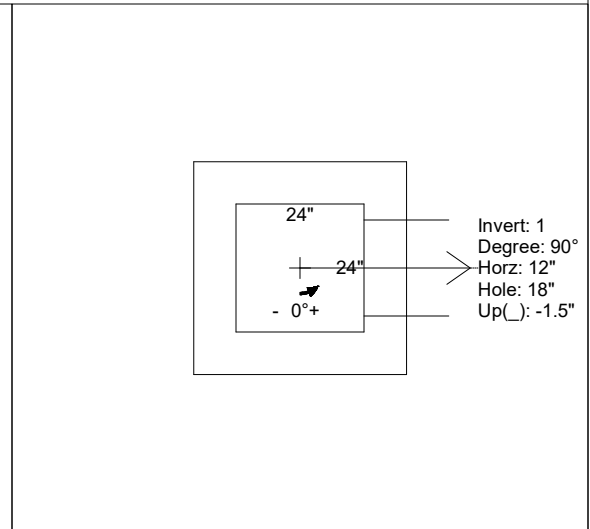 24"
24"
- 0°+
Invert: 1
Degree: 90°
Horz: 12"
Hole: 18"
Up(_): -1.5"